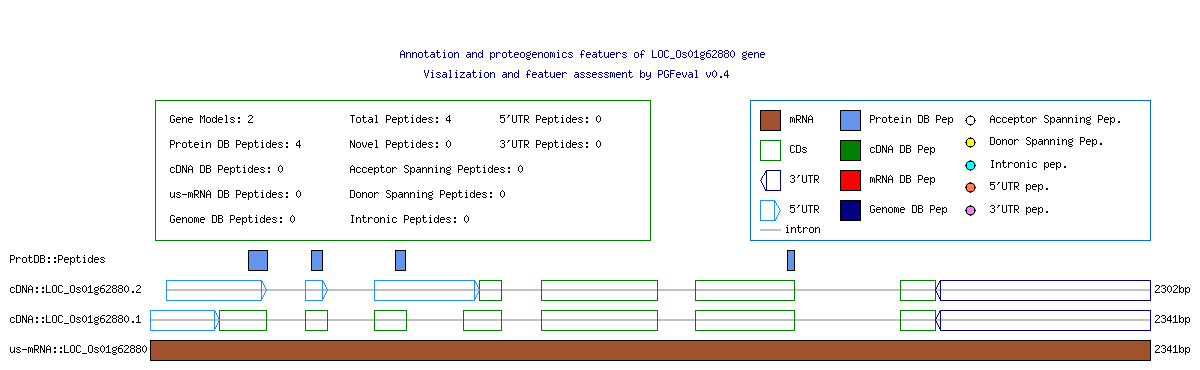 Annotation and proteogenomics featuers of LOC_Os01g62880 gene
Visalization and featuer assessment by PGFeval v0.4
Gene Models: 2 Total Peptides: 4 5'UTR Peptides: 0
Protein DB Peptides: 4 Novel Peptides: 0 3'UTR Peptides: 0
cDNA DB Peptides: 0 Acceptor Spanning Peptides: 0
us-mRNA DB Peptides: 0 Donor Spanning Peptides: 0
Genome DB Peptides: 0 Intronic Peptides: 0
mRNA Protein DB Pep Acceptor Spanning Pep.
CDs cDNA DB Pep Donor Spanning Pep.
3'UTR mRNA DB Pep Intronic pep.
5'UTR Genome DB Pep 5'UTR pep.
intron 3'UTR pep.
ProtDB::Peptides
cDNA::LOC_Os01g62880.2 2302bp
cDNA::LOC_Os01g62880.1 2341bp
us-mRNA::LOC_Os01g62880 2341bp